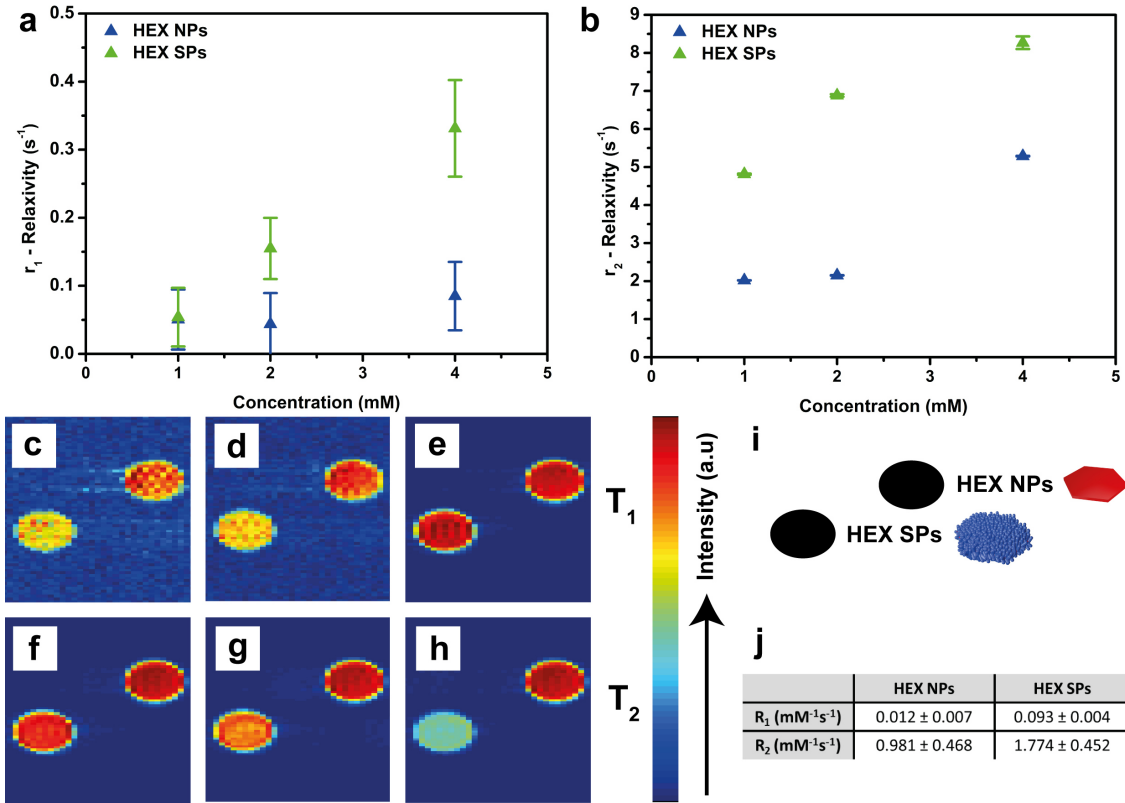 a
0.5
0.4
0.3
0.2
0.1
0.0
r₁ - Relaxivity (s⁻¹)
HEX NPs
HEX SPs
0 1 2 3 4 5
Concentration (mM)
b
9
8
7
6
5
4
3
2
1
0
r₂ - Relaxivity (s⁻¹)
HEX NPs
HEX SPs
0 1 2 3 4 5
Concentration (mM)
c d e
T₁
f g h
T₂
Intensity (a.u)
i
HEX NPs
HEX SPs
j
HEX NPs HEX SPs
R₁ (mM⁻¹s⁻¹) 0.012 ± 0.007 0.093 ± 0.004
R₂ (mM⁻¹s⁻¹) 0.981 ± 0.468 1.774 ± 0.452